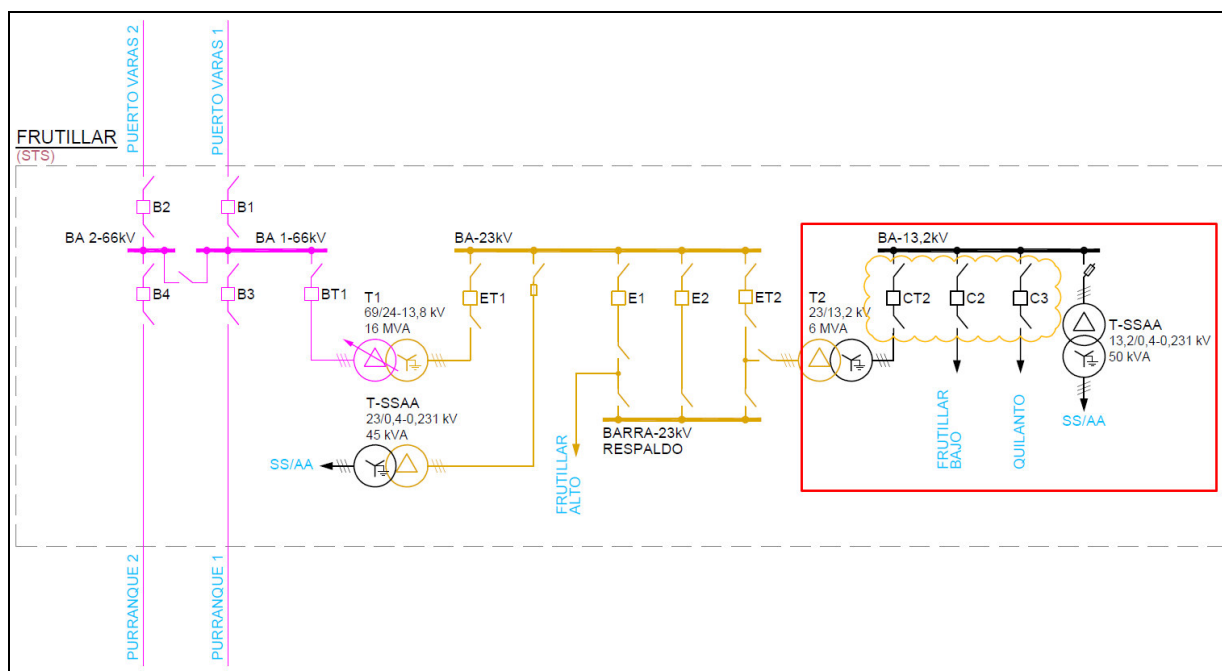 PUERTO VARAS 2
PUERTO VARAS 1
FRUTILLAR
(STS)
B2
B1
BA 2-66kV
BA 1-66kV
B4
B3
BT1
T1
69/24-13,8 kV
16 MVA
BA-23kV
ET1
E1
E2
ET2
T-SSAA
23/0,4-0,231 kV
45 kVA
SS/AA
FRUTILLAR
ALTO
BARRA-23kV
RESPALDO
T2
23/13,2 kV
6 MVA
BA-13,2kV
CT2
C2
C3
T-SSAA
13,2/0,4-0,231 kV
50 kVA
SS/AA
FRUTILLAR
BAJO
QUILANTO
PURRANQUE 2
PURRANQUE 1